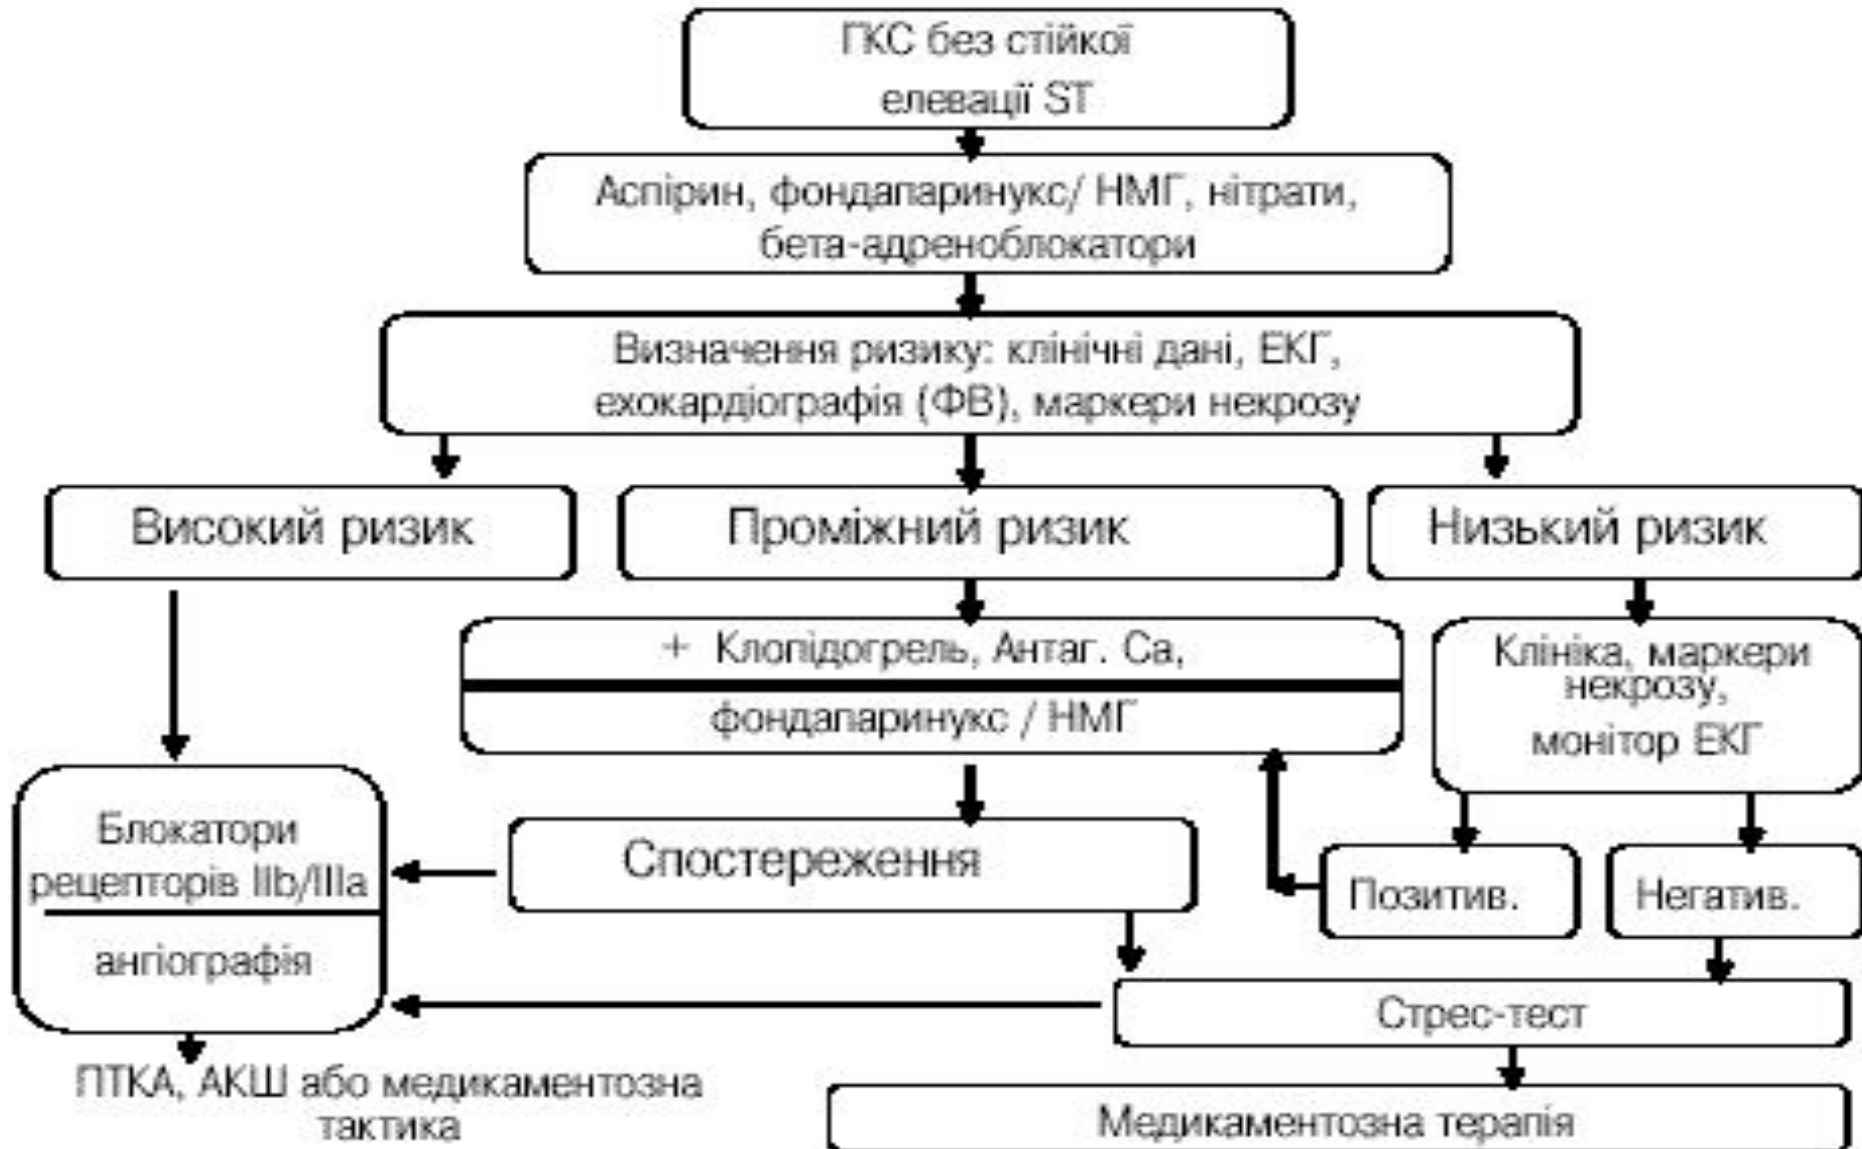 ГКС без стійкої
елевації ST
Аспірин, фондапаринукс/ НМГ, нітрати,
бета-адреноблокатори
Визначення ризику: клінічні дані, ЕКГ,
ехокардіографія (ФВ), маркери некрозу
Високий ризик
Проміжний ризик
Низький ризик
+ Клопідогрель, Антаг. Са,
фондапаринукс / НМГ
Клініка, маркери
некрозу,
монітор ЕКГ
Блокатори
рецепторів IIb/IIIa
ангіографія
Спостереження
Позитив.
Негатив.
Стрес-тест
ПТКА, АКШ або медикаментозна
тактика
Медикаментозна терапія